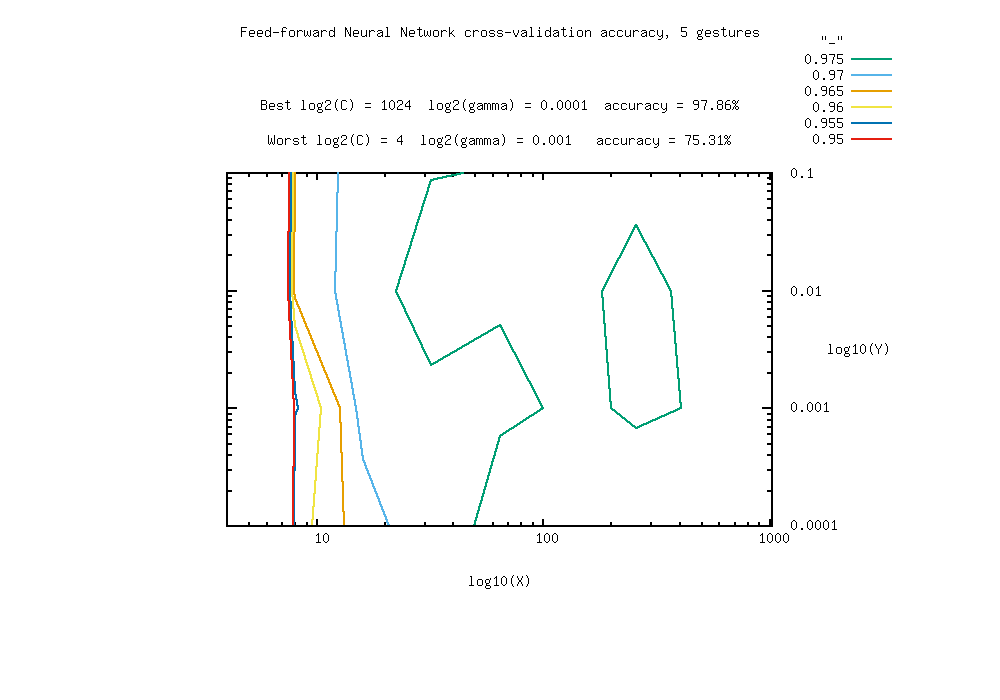 Feed-forward Neural Network cross-validation accuracy, 5 gestures
"_"
0.975
0.97
0.965
0.96
0.955
0.95
Best log2(C) = 1024  log2(gamma) = 0.0001  accuracy = 97.86%
Worst log2(C) = 4  log2(gamma) = 0.001   accuracy = 75.31%
0.1
0.01
log10(Y)
0.001
0.0001
10
100
1000
log10(X)